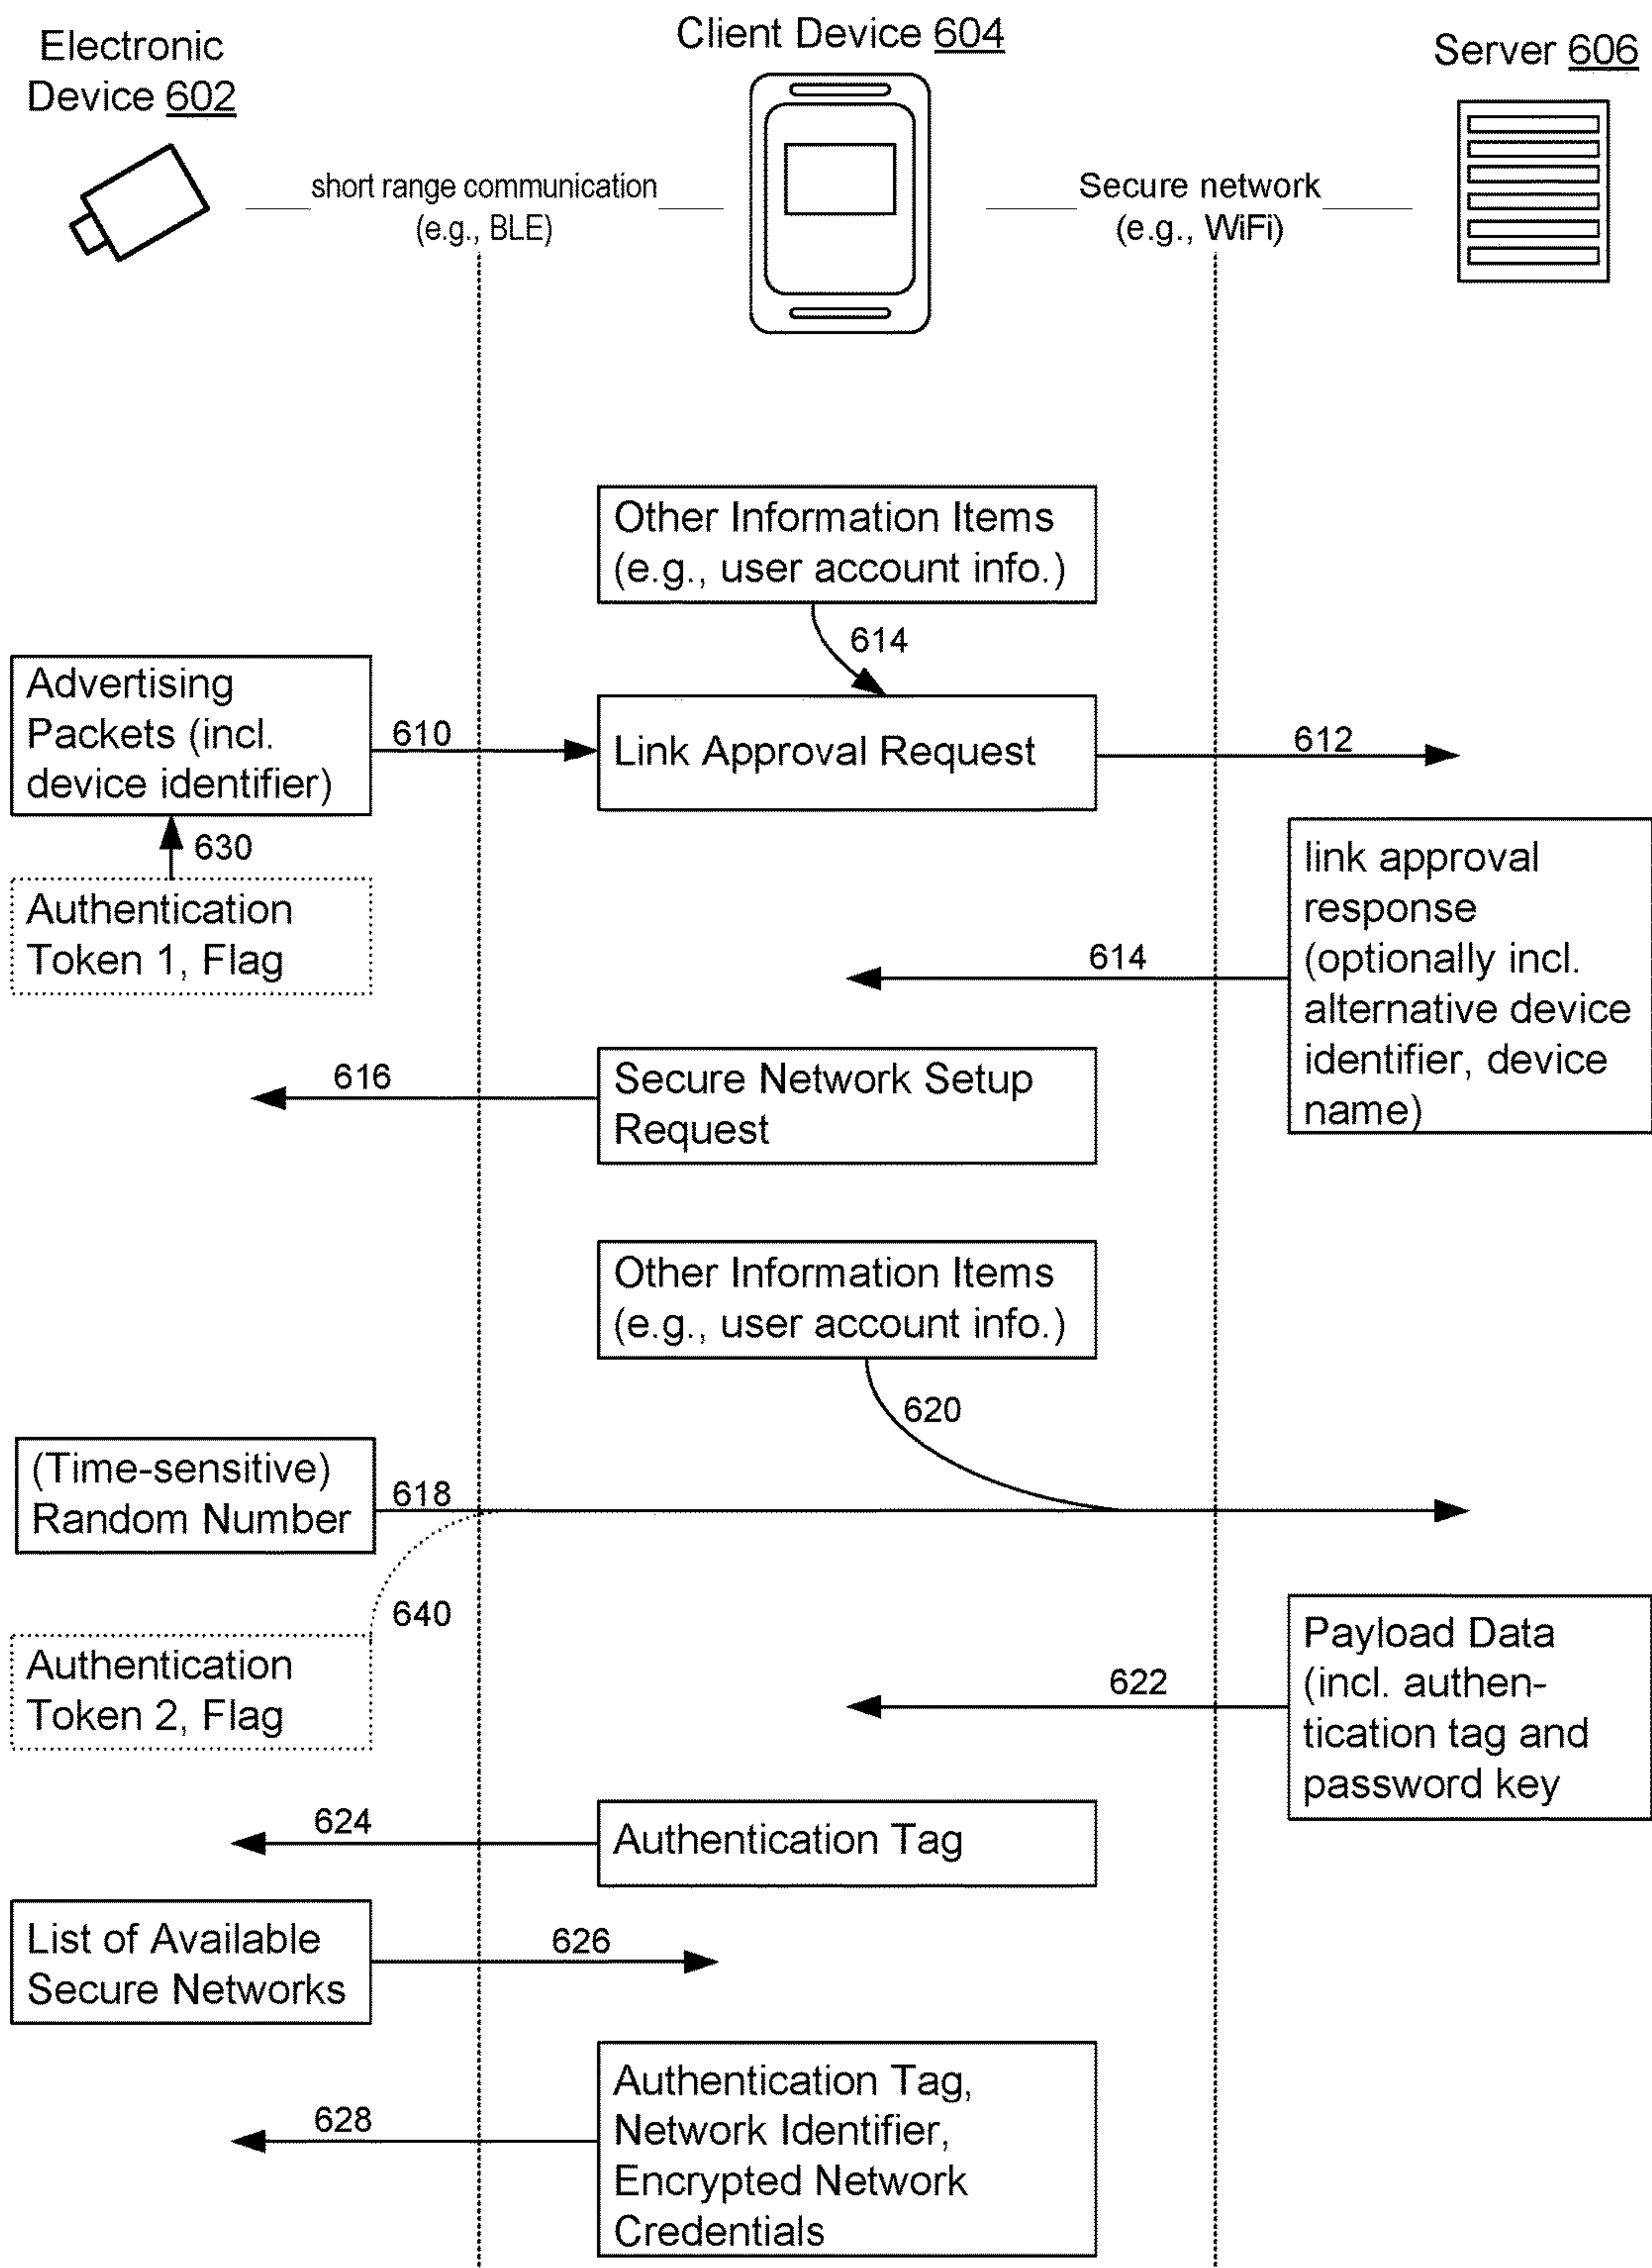 Electronic
Device 602
Client Device 604
Server 606
short range communication
(e.g., BLE)
Secure network
(e.g., WiFi)
Other Information Items
(e.g., user account info.)
614
Advertising
Packets (incl.
device identifier)
610
Link Approval Request
612
630
Authentication
Token 1, Flag
link approval
response
(optionally incl.
alternative device
identifier, device
name)
614
616
Secure Network Setup
Request
Other Information Items
(e.g., user account info.)
620
(Time-sensitive)
Random Number
618
640
Authentication
Token 2, Flag
Payload Data
(incl. authen-
tication tag and
password key
622
624
Authentication Tag
List of Available
Secure Networks
626
628
Authentication Tag,
Network Identifier,
Encrypted Network
Credentials